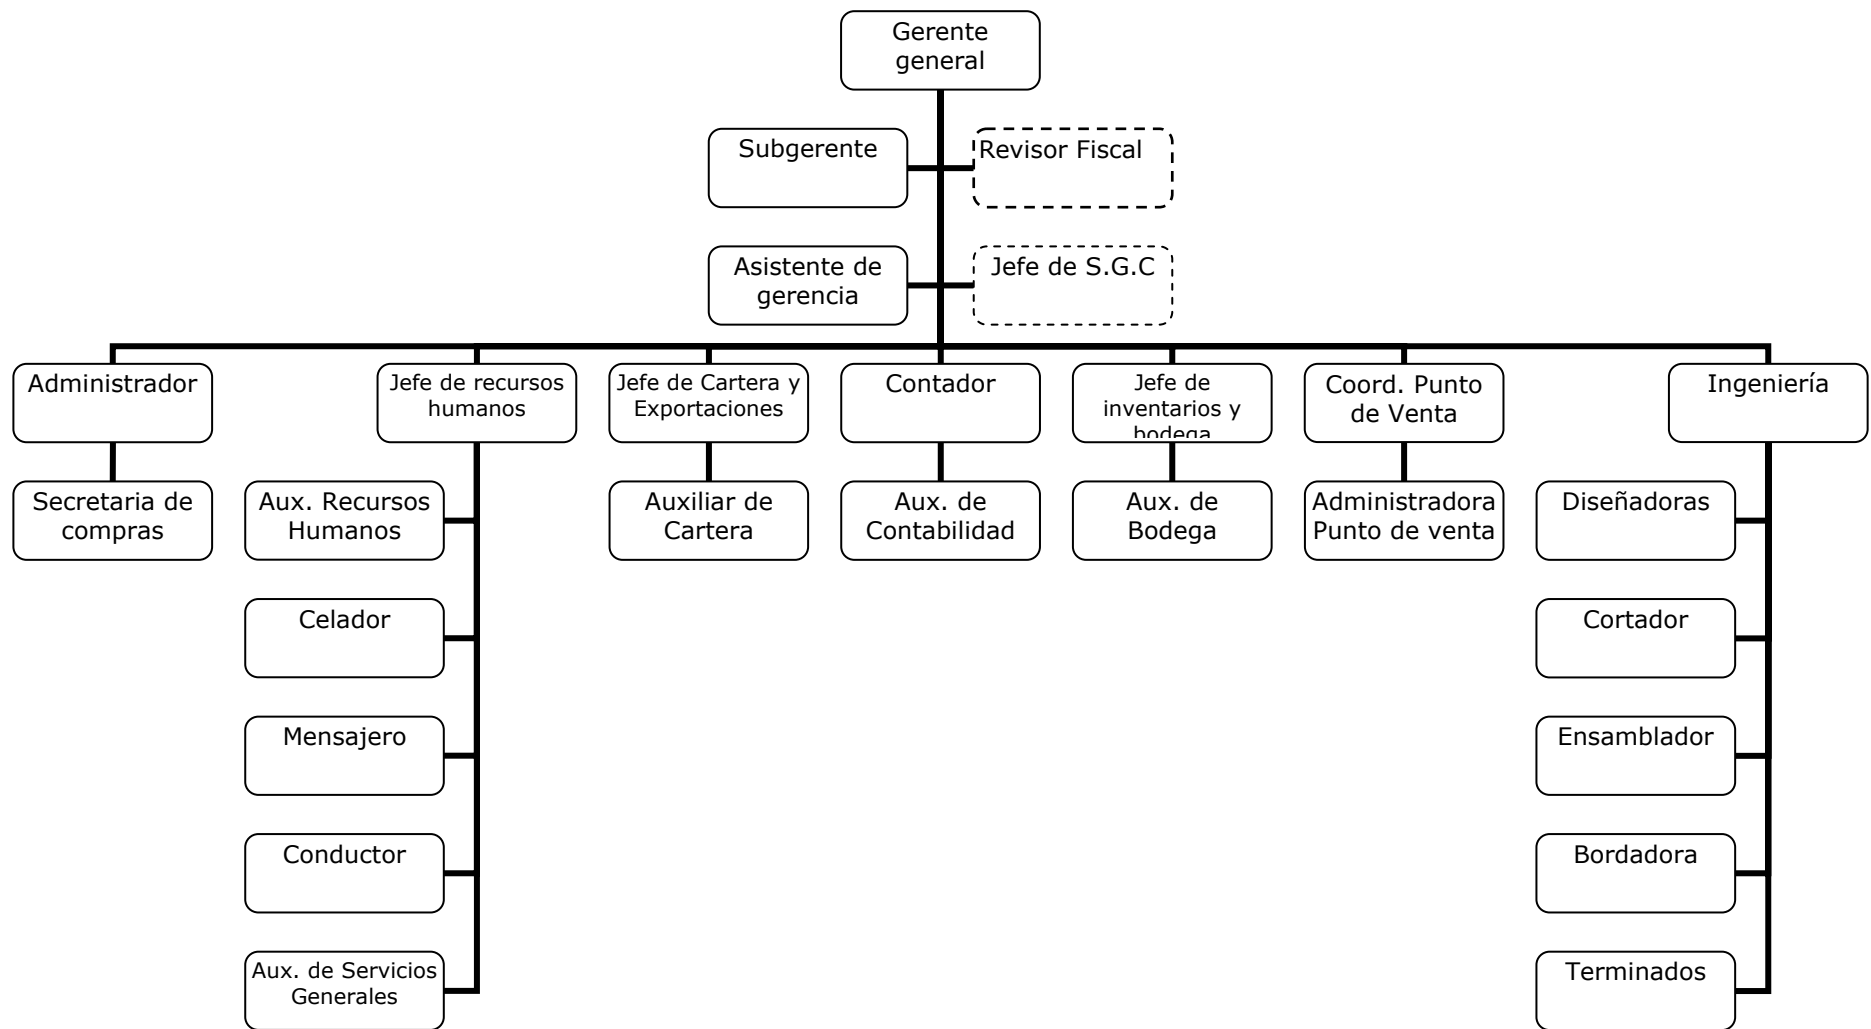 Gerente
general
Subgerente
Revisor Fiscal
Asistente de
gerencia
Jefe de S.G.C
Administrador
Jefe de recursos
humanos
Jefe de Cartera y
Exportaciones
Contador
Jefe de
inventarios y
bodega
Coord. Punto
de Venta
Ingeniería
Secretaria de
compras
Aux. Recursos
Humanos
Auxiliar de
Cartera
Aux. de
Contabilidad
Aux. de
Bodega
Administradora
Punto de venta
Diseñadoras
Celador
Cortador
Mensajero
Ensamblador
Conductor
Bordadora
Aux. de Servicios
Generales
Terminados